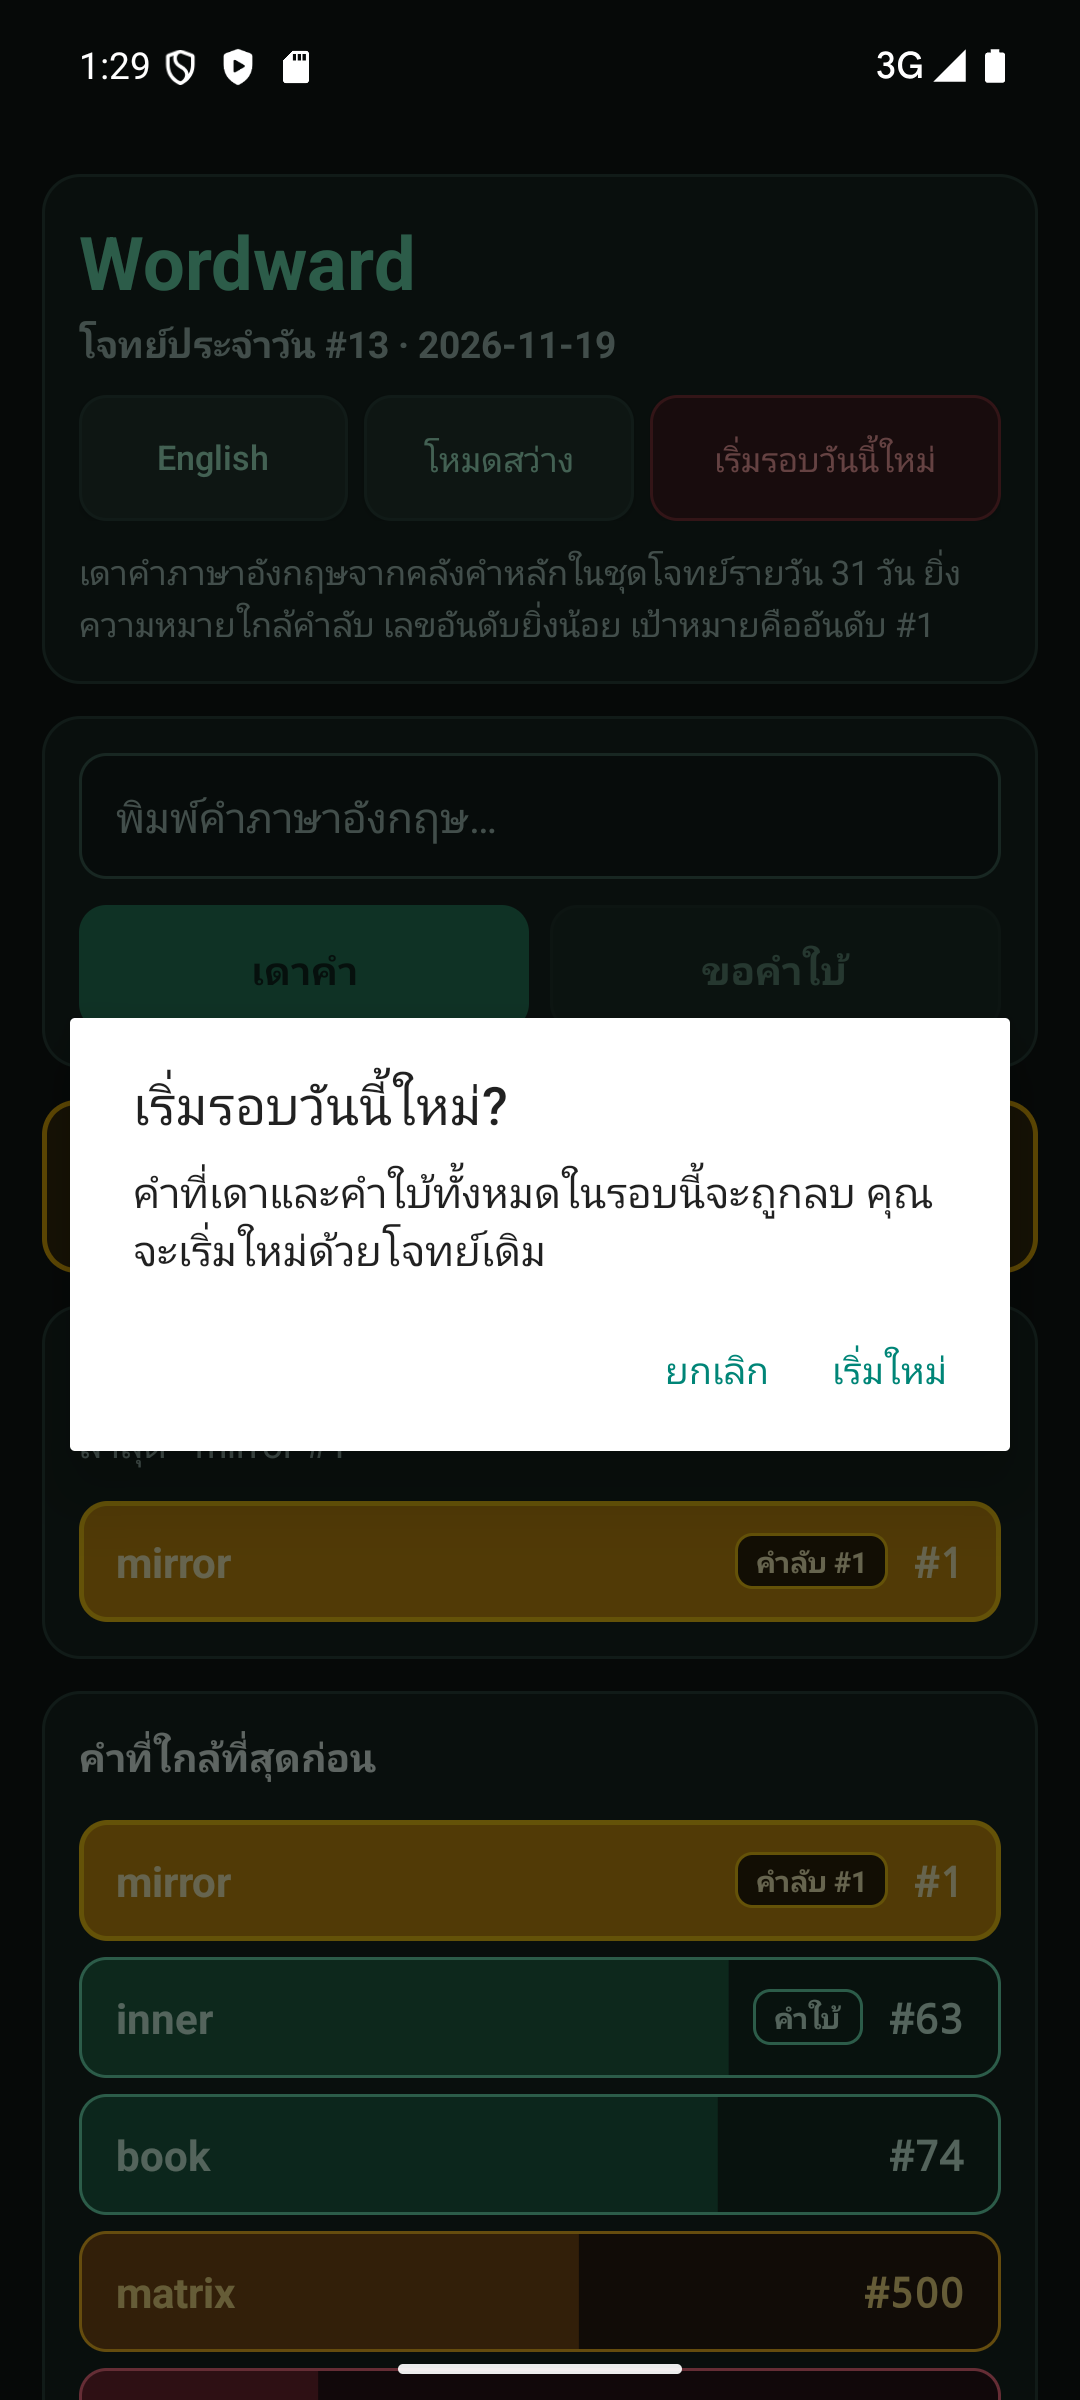 1:29
3G
Wordward
โจทย์ประจำวัน #13 · 2026-11-19
English
โหมดสว่าง
เริ่มรอบวันนี้ใหม่
เดาคำภาษาอังกฤษจากคลังคำหลักในชุดโจทย์รายวัน 31 วัน ยิ่ง
ความหมายใกล้คำลับ เลขอันดับยิ่งน้อย เป้าหมายคืออันดับ #1
พิมพ์คำภาษาอังกฤษ...
เดาคำ
ขอคำใบ้
เริ่มรอบวันนี้ใหม่?
คำที่เดาและคำใบ้ทั้งหมดในรอบนี้จะถูกลบ คุณ
จะเริ่มใหม่ด้วยโจทย์เดิม
ยกเลิก
เริ่มใหม่
mirror คำลับ #1 #1
คำที่ใกล้ที่สุดก่อน
mirror คำลับ #1 #1
inner คำใบ้ #63
book #74
matrix #500